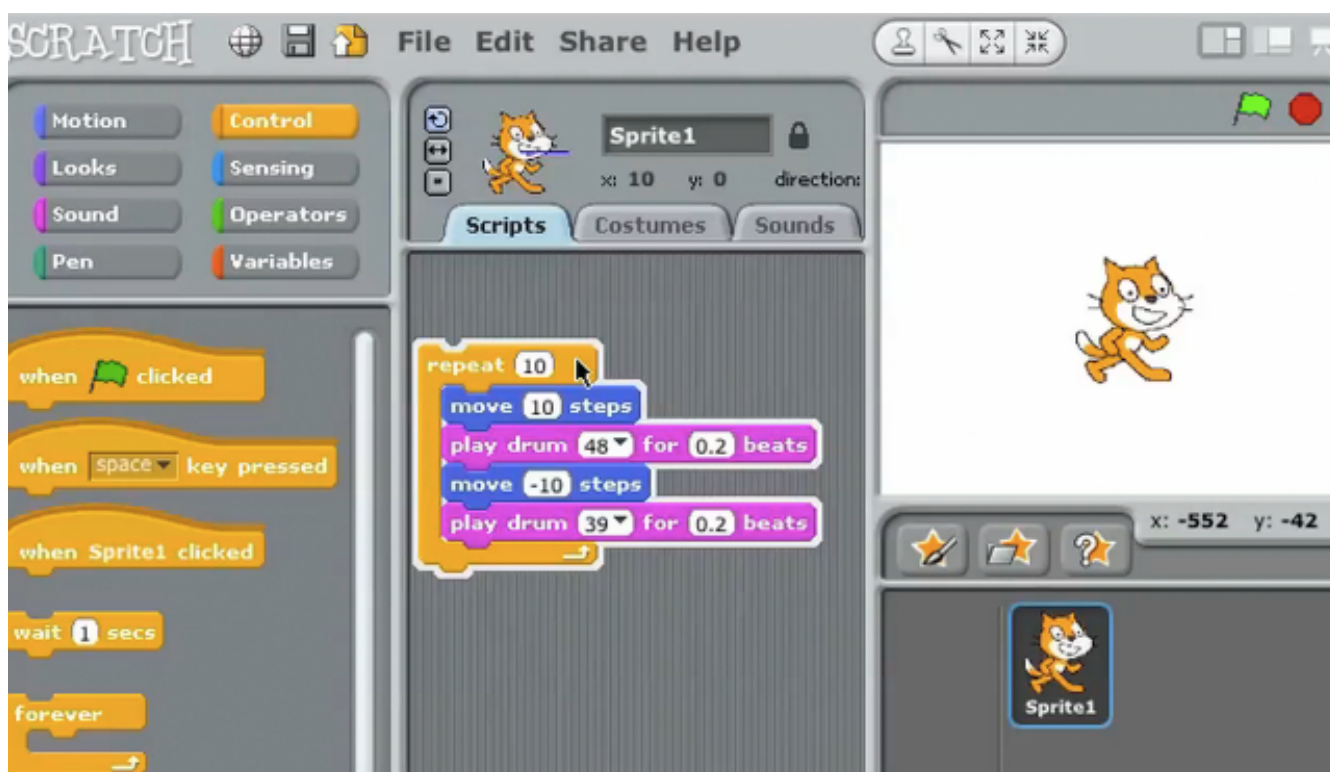 SCRATCH File Edit Share Help
Motion Control
Looks Sensing
Sound Operators
Pen Variables
when clicked
when space key pressed
when Sprite1 clicked
wait 1 secs
forever
Sprite1
x: 10 y: 0 direction:
Scripts Costumes Sounds
repeat 10
move 10 steps
play drum 48 for 0.2 beats
move -10 steps
play drum 39 for 0.2 beats
x: -552 y: -42
Sprite1